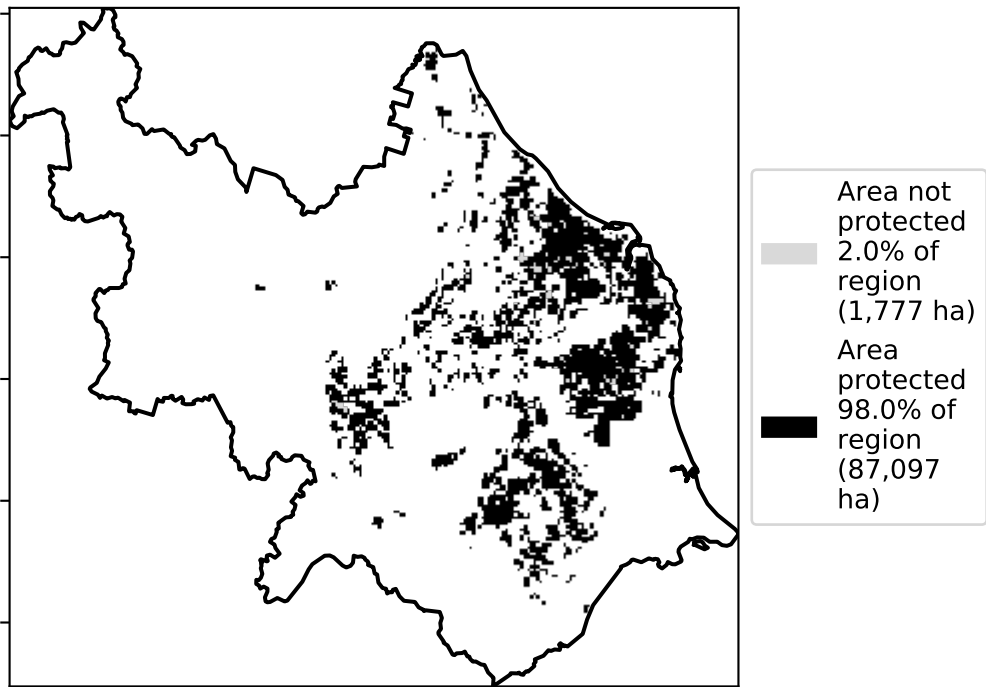 Area not
protected
2.0% of
region
(1,777 ha)
Area
protected
98.0% of
region
(87,097
ha)